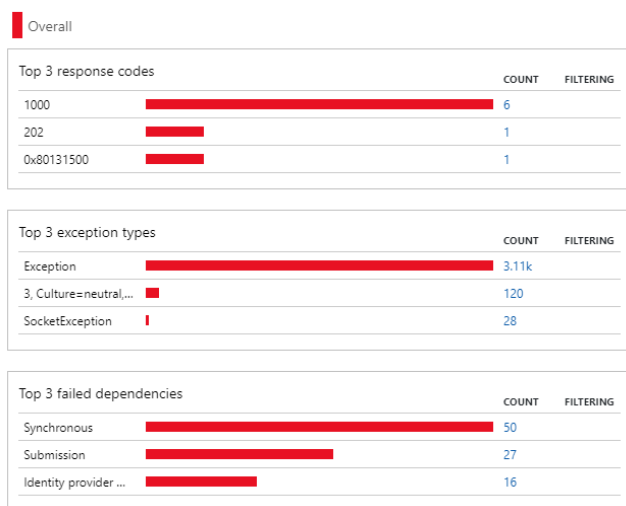 Overall
Top 3 response codes COUNT FILTERING
1000 6
202 1
0x80131500 1
Top 3 exception types COUNT FILTERING
Exception 3.11k
3, Culture=neutral,... 120
SocketException 28
Top 3 failed dependencies COUNT FILTERING
Synchronous 50
Submission 27
Identity provider ... 16